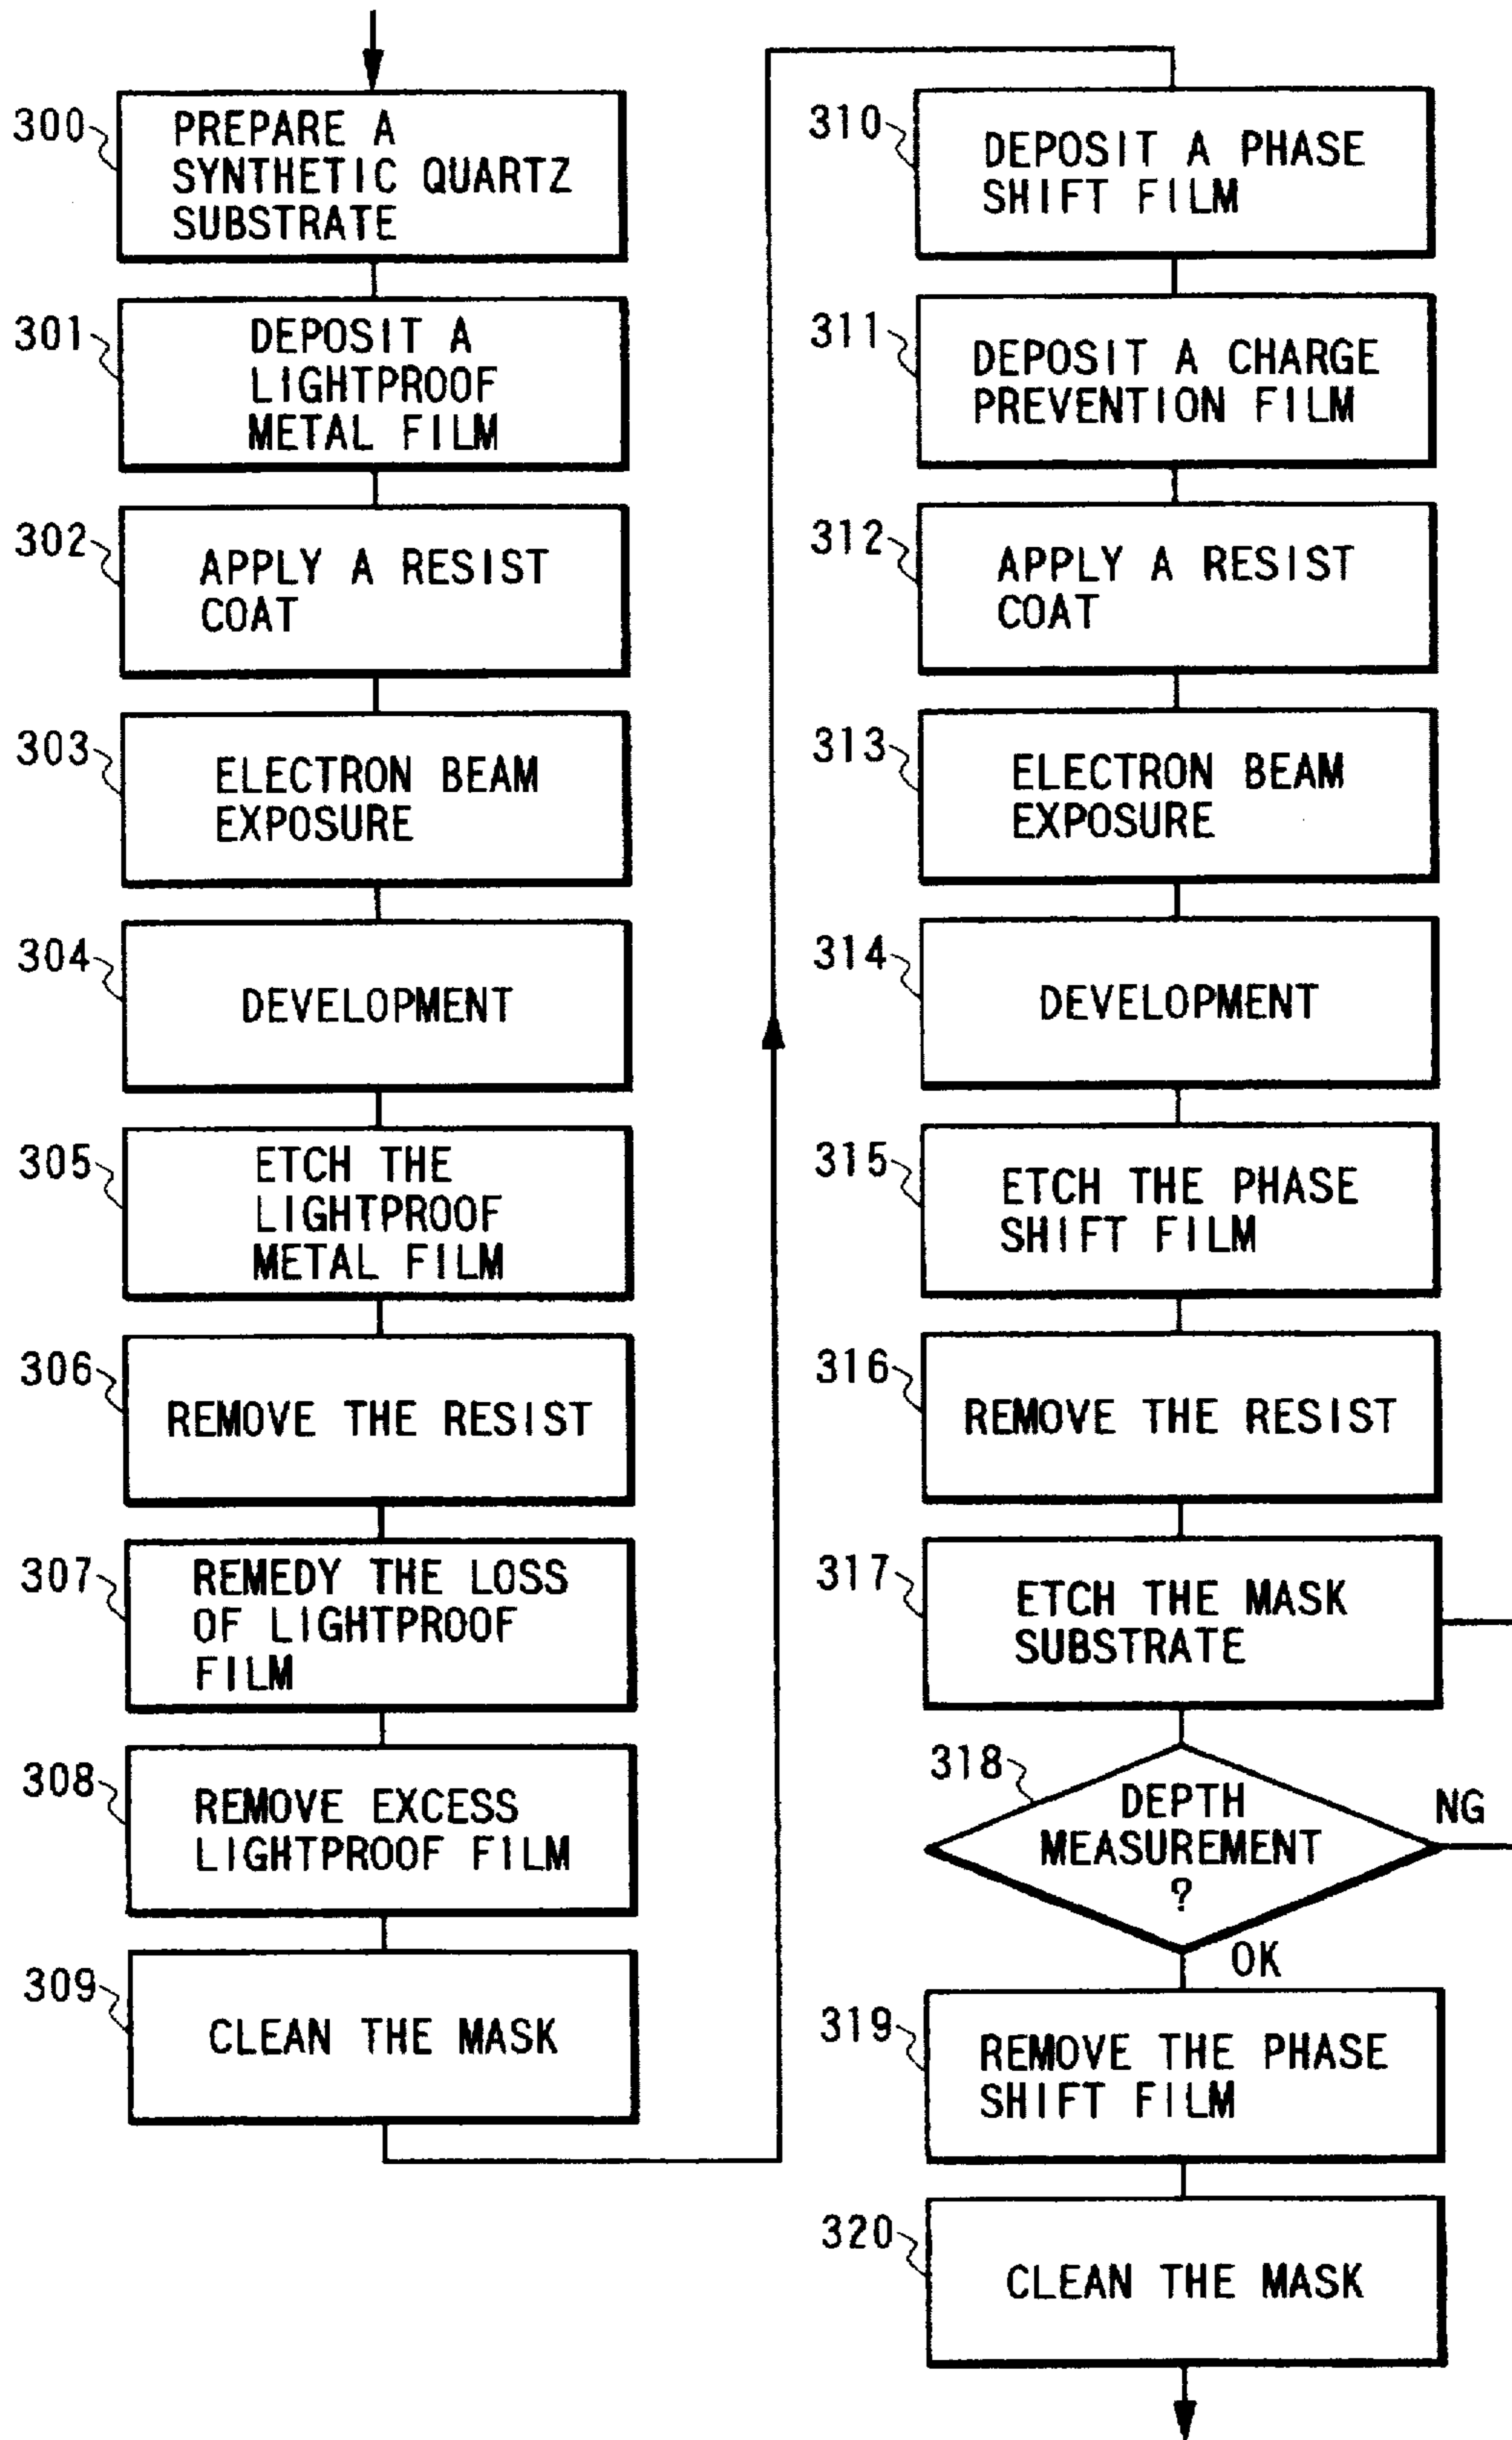 300
PREPARE A
SYNTHETIC QUARTZ
SUBSTRATE
301
DEPOSIT A
LIGHTPROOF
METAL FILM
302
APPLY A RESIST
COAT
303
ELECTRON BEAM
EXPOSURE
304
DEVELOPMENT
305
ETCH THE
LIGHTPROOF
METAL FILM
306
REMOVE THE RESIST
307
REMEDY THE LOSS
OF LIGHTPROOF
FILM
308
REMOVE EXCESS
LIGHTPROOF FILM
309
CLEAN THE MASK
310
DEPOSIT A PHASE
SHIFT FILM
311
DEPOSIT A CHARGE
PREVENTION FILM
312
APPLY A RESIST
COAT
313
ELECTRON BEAM
EXPOSURE
314
DEVELOPMENT
315
ETCH THE PHASE
SHIFT FILM
316
REMOVE THE RESIST
317
ETCH THE MASK
SUBSTRATE
318
DEPTH
MEASUREMENT
?
NG
OK
319
REMOVE THE PHASE
SHIFT FILM
320
CLEAN THE MASK